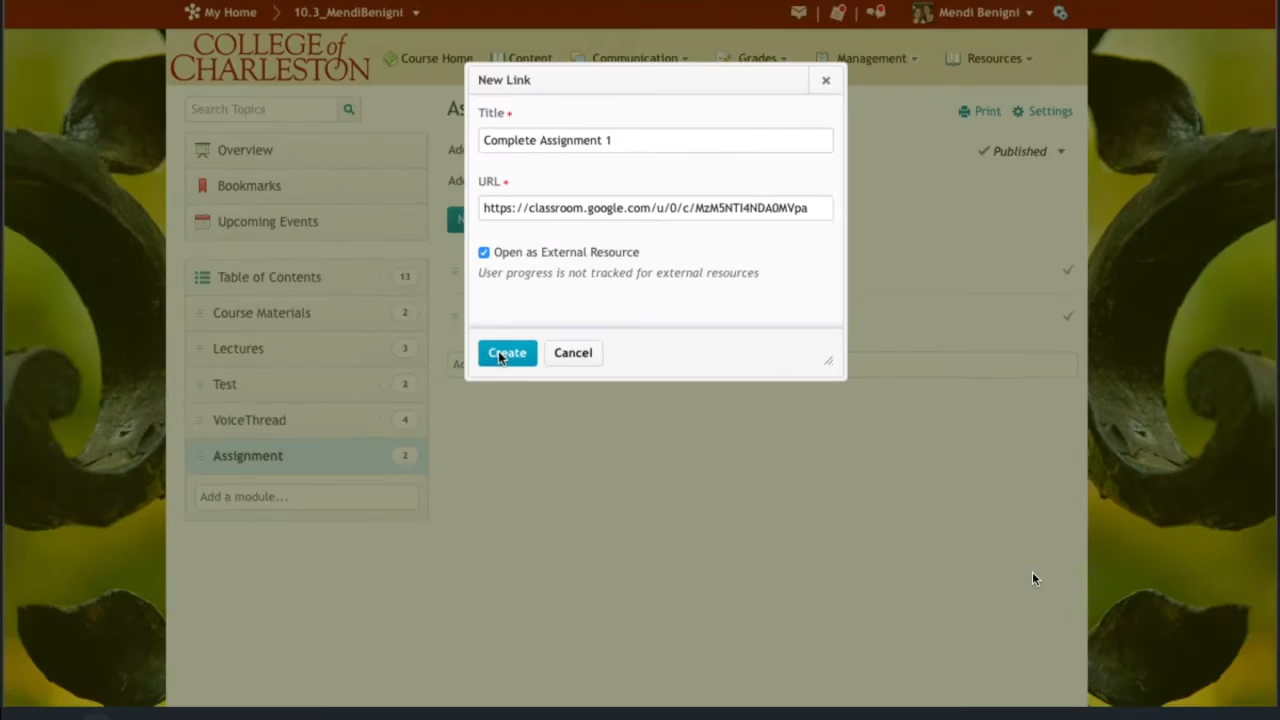 My Home
10.3_MendiBenigni
Mendi Benigni
COLLEGE of
CHARLESTON
Course Home
Content
Communication
Grades
Management
Resources
New Link
Search Topics
As
Print
Settings
Title
Complete Assignment 1
Overview
Published
URL
Bookmarks
https://classroom.google.com/u/0/c/MzM5NTI4NDA0MVpa
Upcoming Events
Open as External Resource
User progress is not tracked for external resources
Table of Contents 13
Course Materials 2
Lectures 3
Create
Cancel
Test 2
VoiceThread 4
Assignment 2
Add a module...